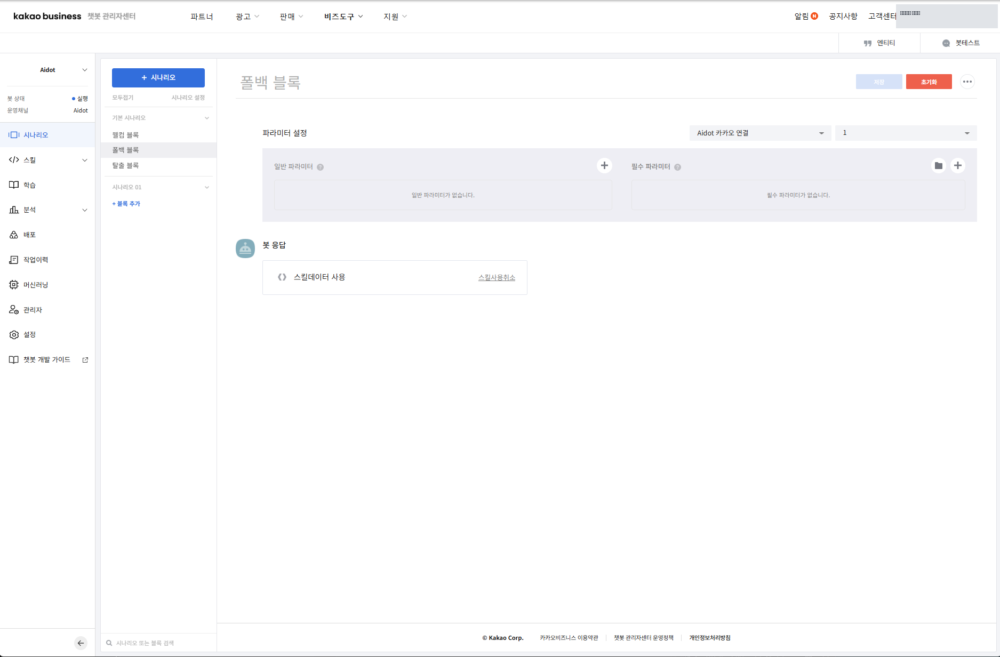 kakao business 챗봇 관리자센터
파트너 광고 판매 비즈도구 지원
알림 N 공지사항 고객센터
엔티티 봇테스트
Aidot
봇 상태 실행
운영채널 Aidot
시나리오
스킬
학습
분석
배포
작업이력
머신러닝
관리자
설정
챗봇 개발 가이드
+ 시나리오
모두접기 시나리오 설정
기본 시나리오
웰컴 블록
폴백 블록
탈출 블록
시나리오 01
+ 블록 추가
시나리오 또는 블록 검색
폴백 블록
저장 초기화
파라미터 설정
Aidot 카카오 연결 1
일반 파라미터 ?
필수 파라미터 ?
일반 파라미터가 없습니다.
필수 파라미터가 없습니다.
봇 응답
스킬데이터 사용 스킬사용취소
© Kakao Corp. 카카오비즈니스 이용약관 챗봇 관리자센터 운영정책 개인정보처리방침